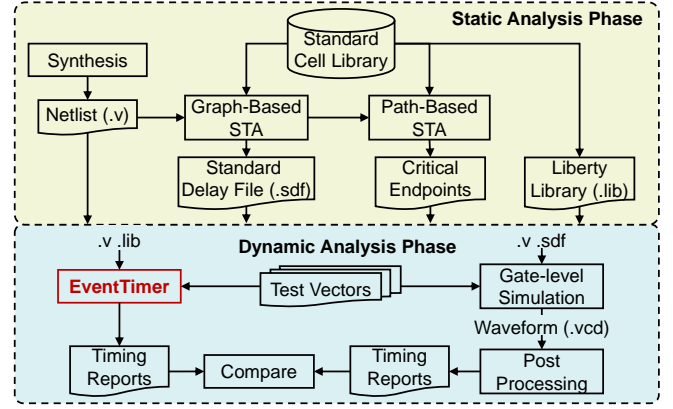 Static Analysis Phase
Synthesis
Standard
Cell Library
Netlist (.v)
Graph-Based
STA
Path-Based
STA
Standard
Delay File (.sdf)
Critical
Endpoints
Liberty
Library (.lib)
Dynamic Analysis Phase
.v .lib
.v .sdf
EventTimer
Test Vectors
Gate-level
Simulation
Waveform (.vcd)
Timing
Reports
Compare
Timing
Reports
Post
Processing